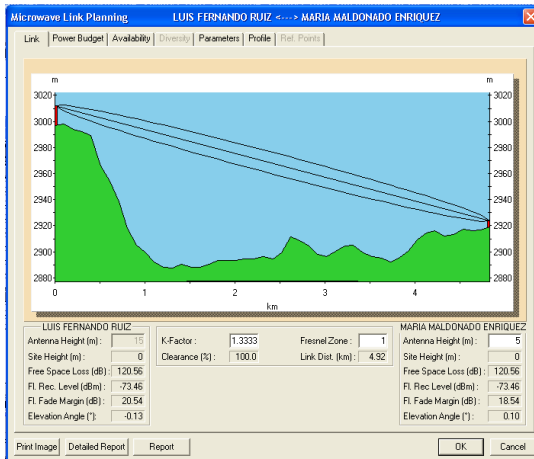 Microwave Link Planning LUIS FERNANDO RUIZ <---> MARIA MALDONADO ENRIQUEZ
Link Power Budget Availability Diversity Parameters Profile Ref. Points
m m
3020 3020
3000 3000
2980 2980
2960 2960
2940 2940
2920 2920
2900 2900
2880 2880
0 1 2 3 4
km
LUIS FERNANDO RUIZ
Antenna Height (m) : 15
Site Height (m) : 0
Free Space Loss (dB) : 120.56
Fl. Rec. Level (dBm) : -73.46
Fl. Fade Margin (dB) : 20.54
Elevation Angle (°): -0.13
K-Factor : 1.3333 Fresnel Zone : 1
Clearance (%) : 100.0 Link Dist. (km) : 4.92
MARIA MALDONADO ENRIQUEZ
Antenna Height (m) : 5
Site Height (m) : 0
Free Space Loss (dB) : 120.56
Fl. Rec. Level (dBm) : -73.46
Fl. Fade Margin (dB) : 18.54
Elevation Angle (°) : 0.10
Print Image Detailed Report Report OK Cancel